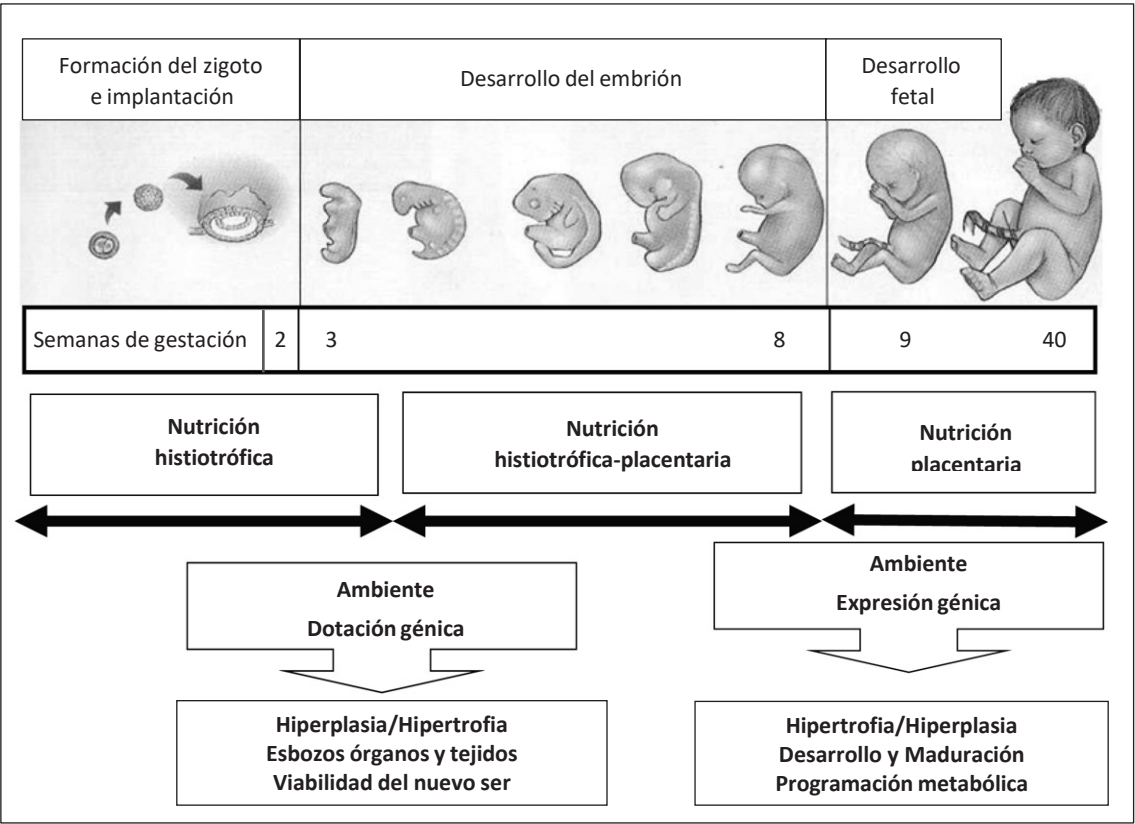 Formación del zigoto
e implantación
Desarrollo del embrión
Desarrollo
fetal
Semanas de gestación 2 3 8 9 40
Nutrición
histiotrófica
Nutrición
histiotrófica-placentaria
Nutrición
placentaria
Ambiente
Dotación génica
Ambiente
Expresión génica
Hiperplasia/Hipertrofia
Esbozos órganos y tejidos
Viabilidad del nuevo ser
Hipertrofia/Hiperplasia
Desarrollo y Maduración
Programación metabólica